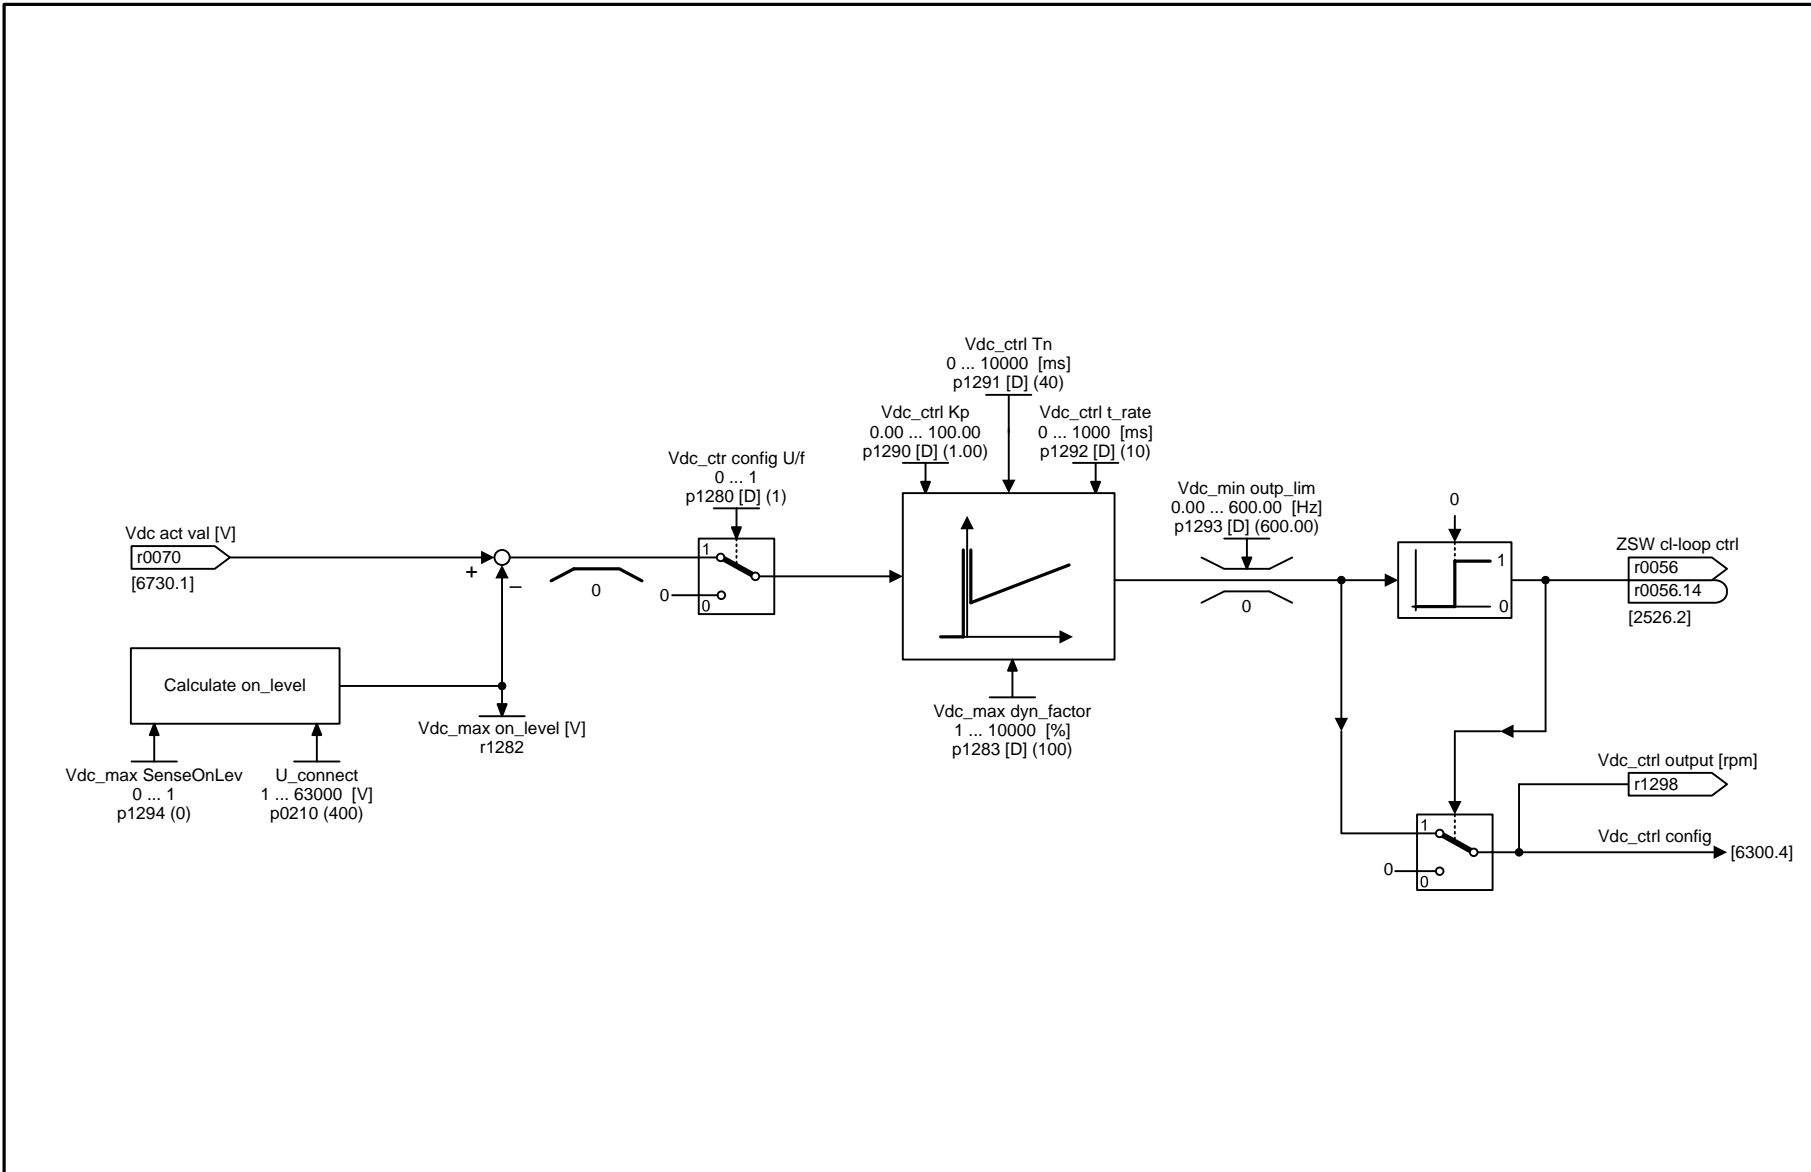 Vdc_ctrl Tn
0 ... 10000 [ms]
p1291 [D] (40)
Vdc_ctrl Kp
0.00 ... 100.00
p1290 [D] (1.00)
Vdc_ctrl t_rate
0 ... 1000 [ms]
p1292 [D] (10)
Vdc_ctr config U/f
0 ... 1
p1280 [D] (1)
Vdc_min outp_lim
0.00 ... 600.00 [Hz]
p1293 [D] (600.00)
0
Vdc act val [V]
r0070
[6730.1]
+
–
0
1
0
0
0
1
0
ZSW cl-loop ctrl
r0056
r0056.14
[2526.2]
Calculate on_level
Vdc_max on_level [V]
r1282
Vdc_max SenseOnLev
0 ... 1
p1294 (0)
U_connect
1 ... 63000 [V]
p0210 (400)
Vdc_max dyn_factor
1 ... 10000 [%]
p1283 [D] (100)
Vdc_ctrl output [rpm]
r1298
1
0
0
Vdc_ctrl config
[6300.4]